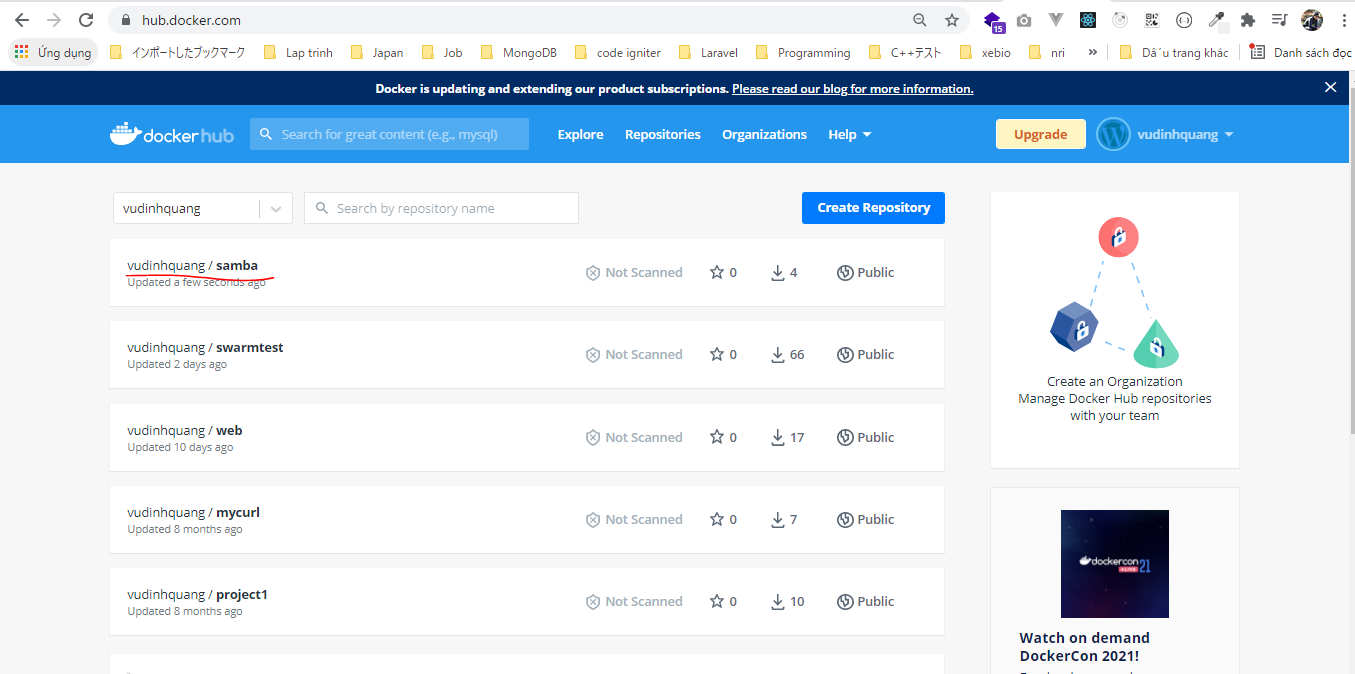 hub.docker.com
15
Ứng dụng
インポートしたブックマーク
Lap trinh
Japan
Job
MongoDB
code igniter
Laravel
Programming
C++テスト
xebio
nri
»
Dấu trang khác
Danh sách đọc
Docker is updating and extending our product subscriptions. Please read our blog for more information.
dockerhub
Search for great content (e.g., mysql)
Explore
Repositories
Organizations
Help
Upgrade
vudinhquang
vudinhquang
Search by repository name
Create Repository
vudinhquang / samba
Updated a few seconds ago
Not Scanned
0
4
Public
vudinhquang / swarmtest
Updated 2 days ago
Not Scanned
0
66
Public
vudinhquang / web
Updated 10 days ago
Not Scanned
0
17
Public
vudinhquang / mycurl
Updated 8 months ago
Not Scanned
0
7
Public
vudinhquang / project1
Updated 8 months ago
Not Scanned
0
10
Public
Create an Organization
Manage Docker Hub repositories
with your team
dockercon
21
Watch on demand
DockerCon 2021!